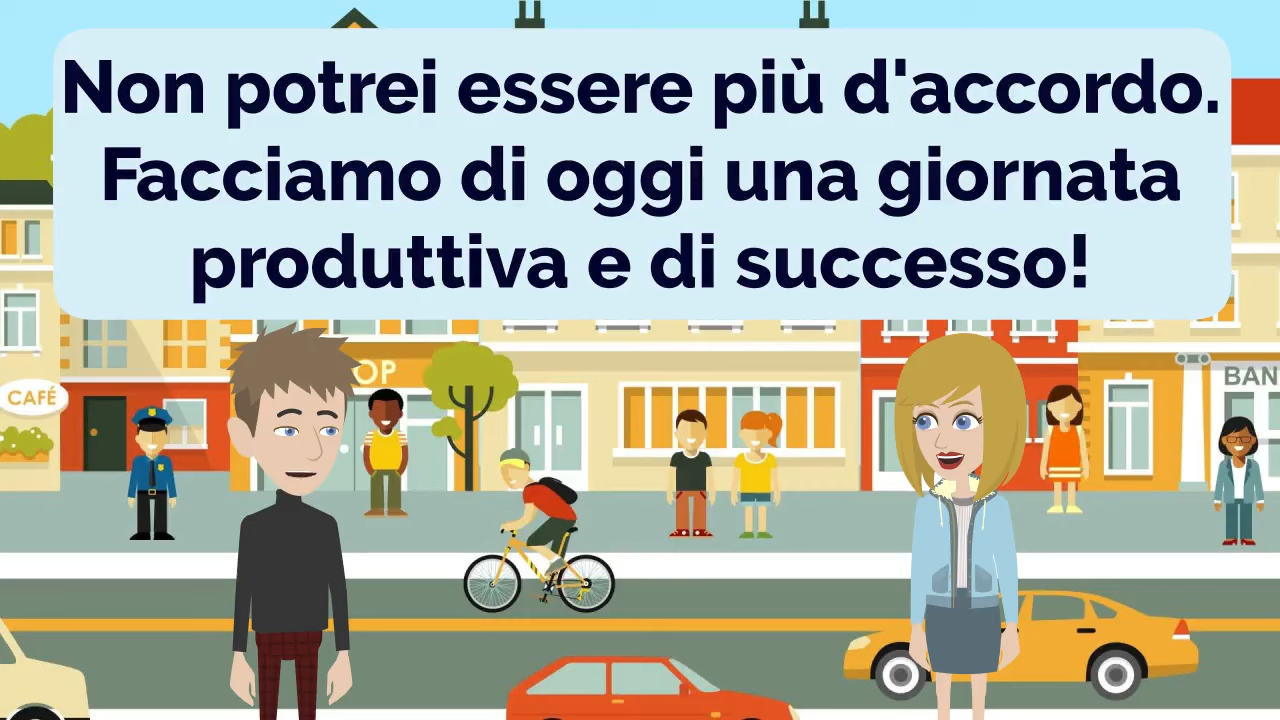 Non potrei essere più d'accordo.
Facciamo di oggi una giornata
produttiva e di successo!
CAFÉ
OP
BAN